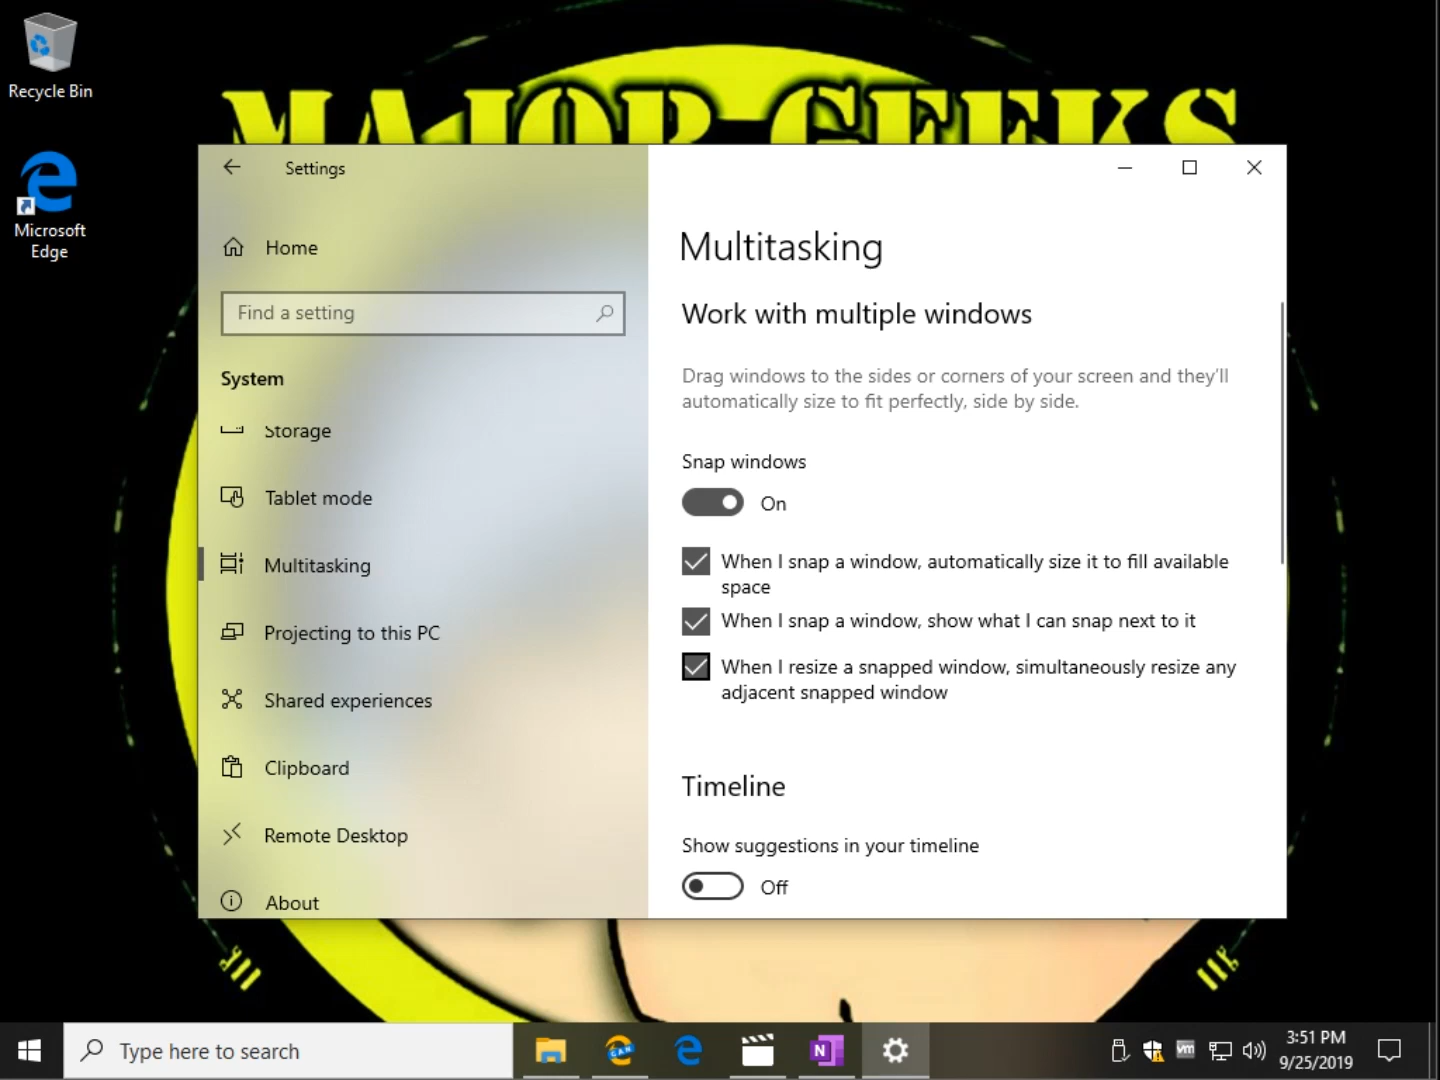 Recycle Bin
Microsoft
Edge
MAJOR GEEKS
Settings
Home
Find a setting
System
Storage
Tablet mode
Multitasking
Projecting to this PC
Shared experiences
Clipboard
Remote Desktop
About
Multitasking
Work with multiple windows
Drag windows to the sides or corners of your screen and they'll
automatically size to fit perfectly, side by side.
Snap windows
On
When I snap a window, automatically size it to fill available
space
When I snap a window, show what I can snap next to it
When I resize a snapped window, simultaneously resize any
adjacent snapped window
Timeline
Show suggestions in your timeline
Off
Type here to search
CAN
N
vm
3:51 PM
9/25/2019